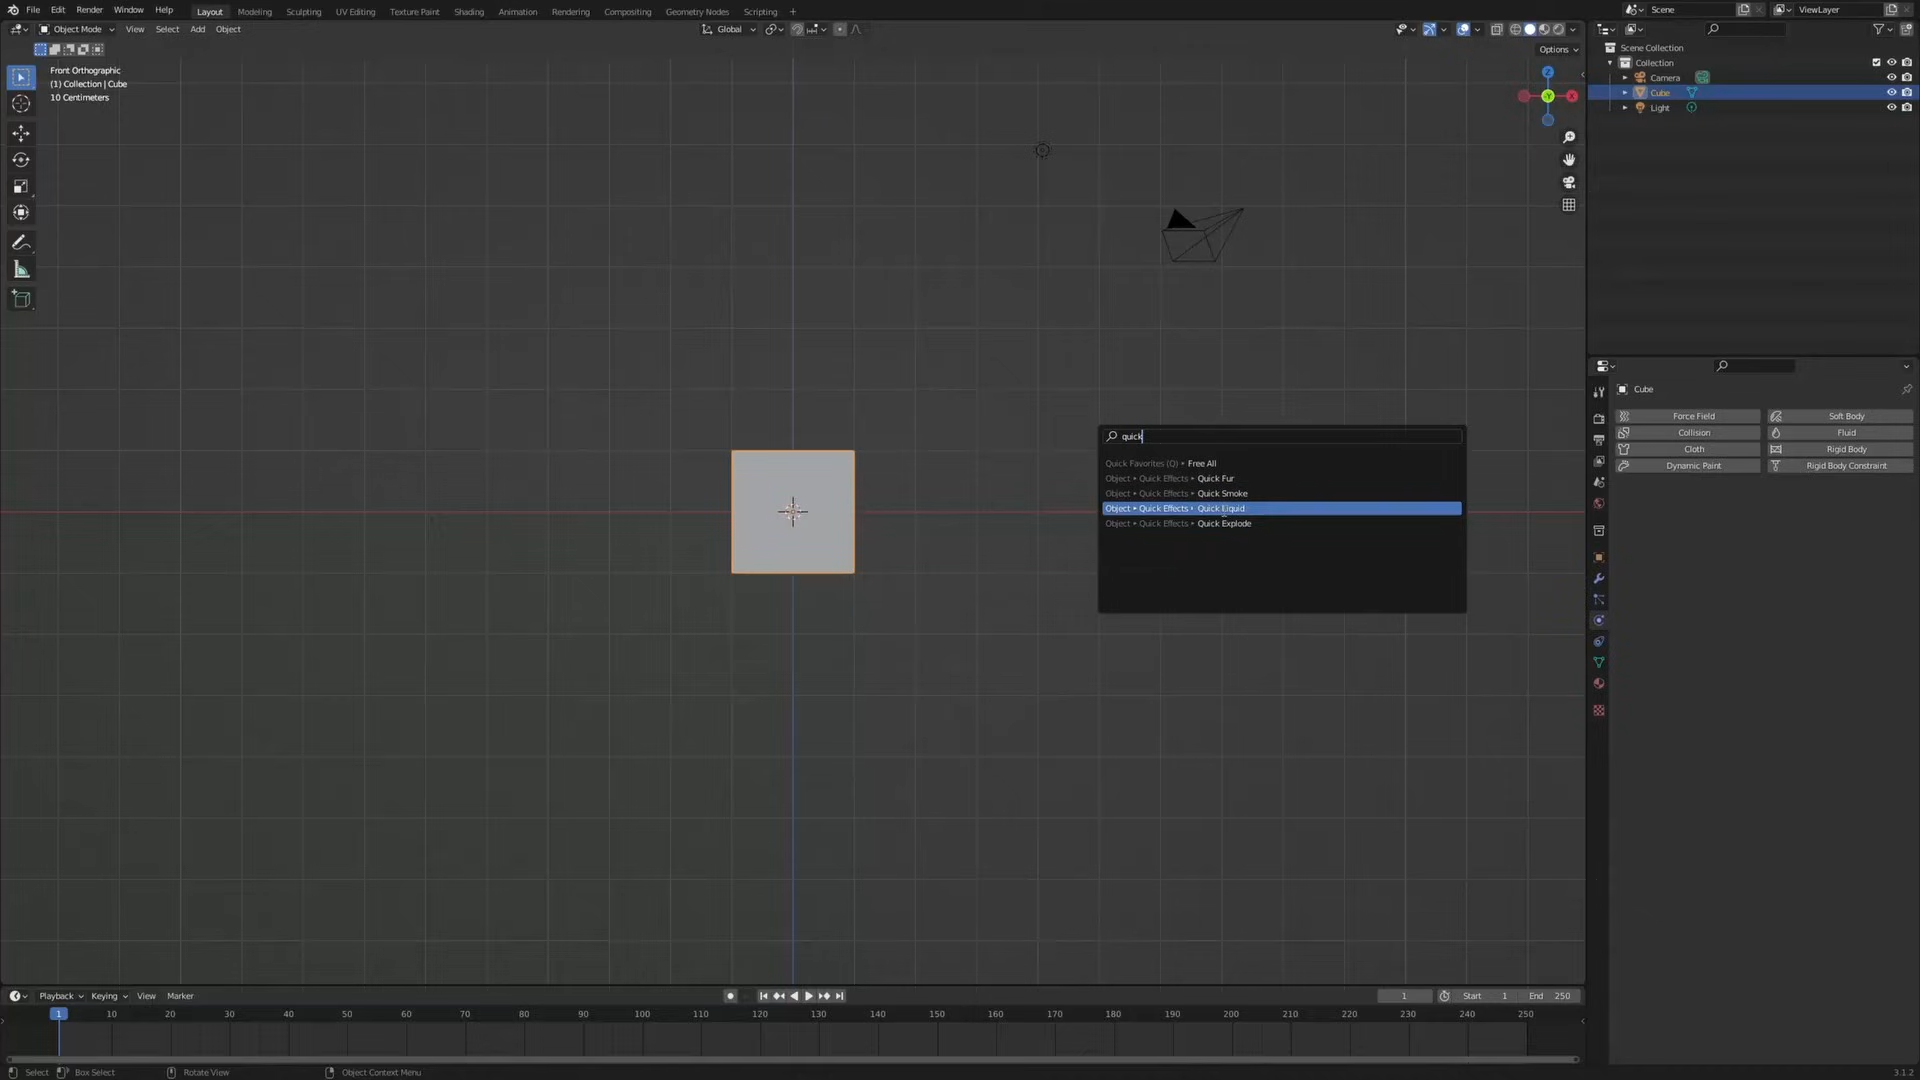 File Edit Render Window Help Layout Modeling Sculpting UV Editing Texture Paint Shading Animation Rendering Compositing Geometry Nodes Scripting + Scene ViewLayer
Object Mode View Select Add Object Global
Options
Front Orthographic
(1) Collection | Cube
10 Centimeters
Z
Y
X
Scene Collection
Collection
Camera
Cube
Light
quick
Quick Favorites (Q) ▸ Free All
Object ▸ Quick Effects ▸ Quick Fur
Object ▸ Quick Effects ▸ Quick Smoke
Object ▸ Quick Effects ▸ Quick Liquid
Object ▸ Quick Effects ▸ Quick Explode
Cube
Force Field Soft Body
Collision Fluid
Cloth Rigid Body
Dynamic Paint Rigid Body Constraint
Playback Keying View Marker 1 Start 1 End 250
1 10 20 30 40 50 60 70 80 90 100 110 120 130 140 150 160 170 180 190 200 210 220 230 240 250
Select Box Select Rotate View Object Context Menu 3.1.2